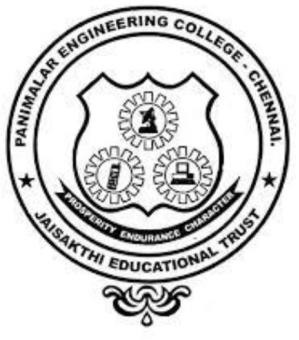 PANIMALAR ENGINEERING COLLEGE - CHENNAI.
PROSPERITY ENDURANCE CHARACTER
JAISAKTHI EDUCATIONAL TRUST